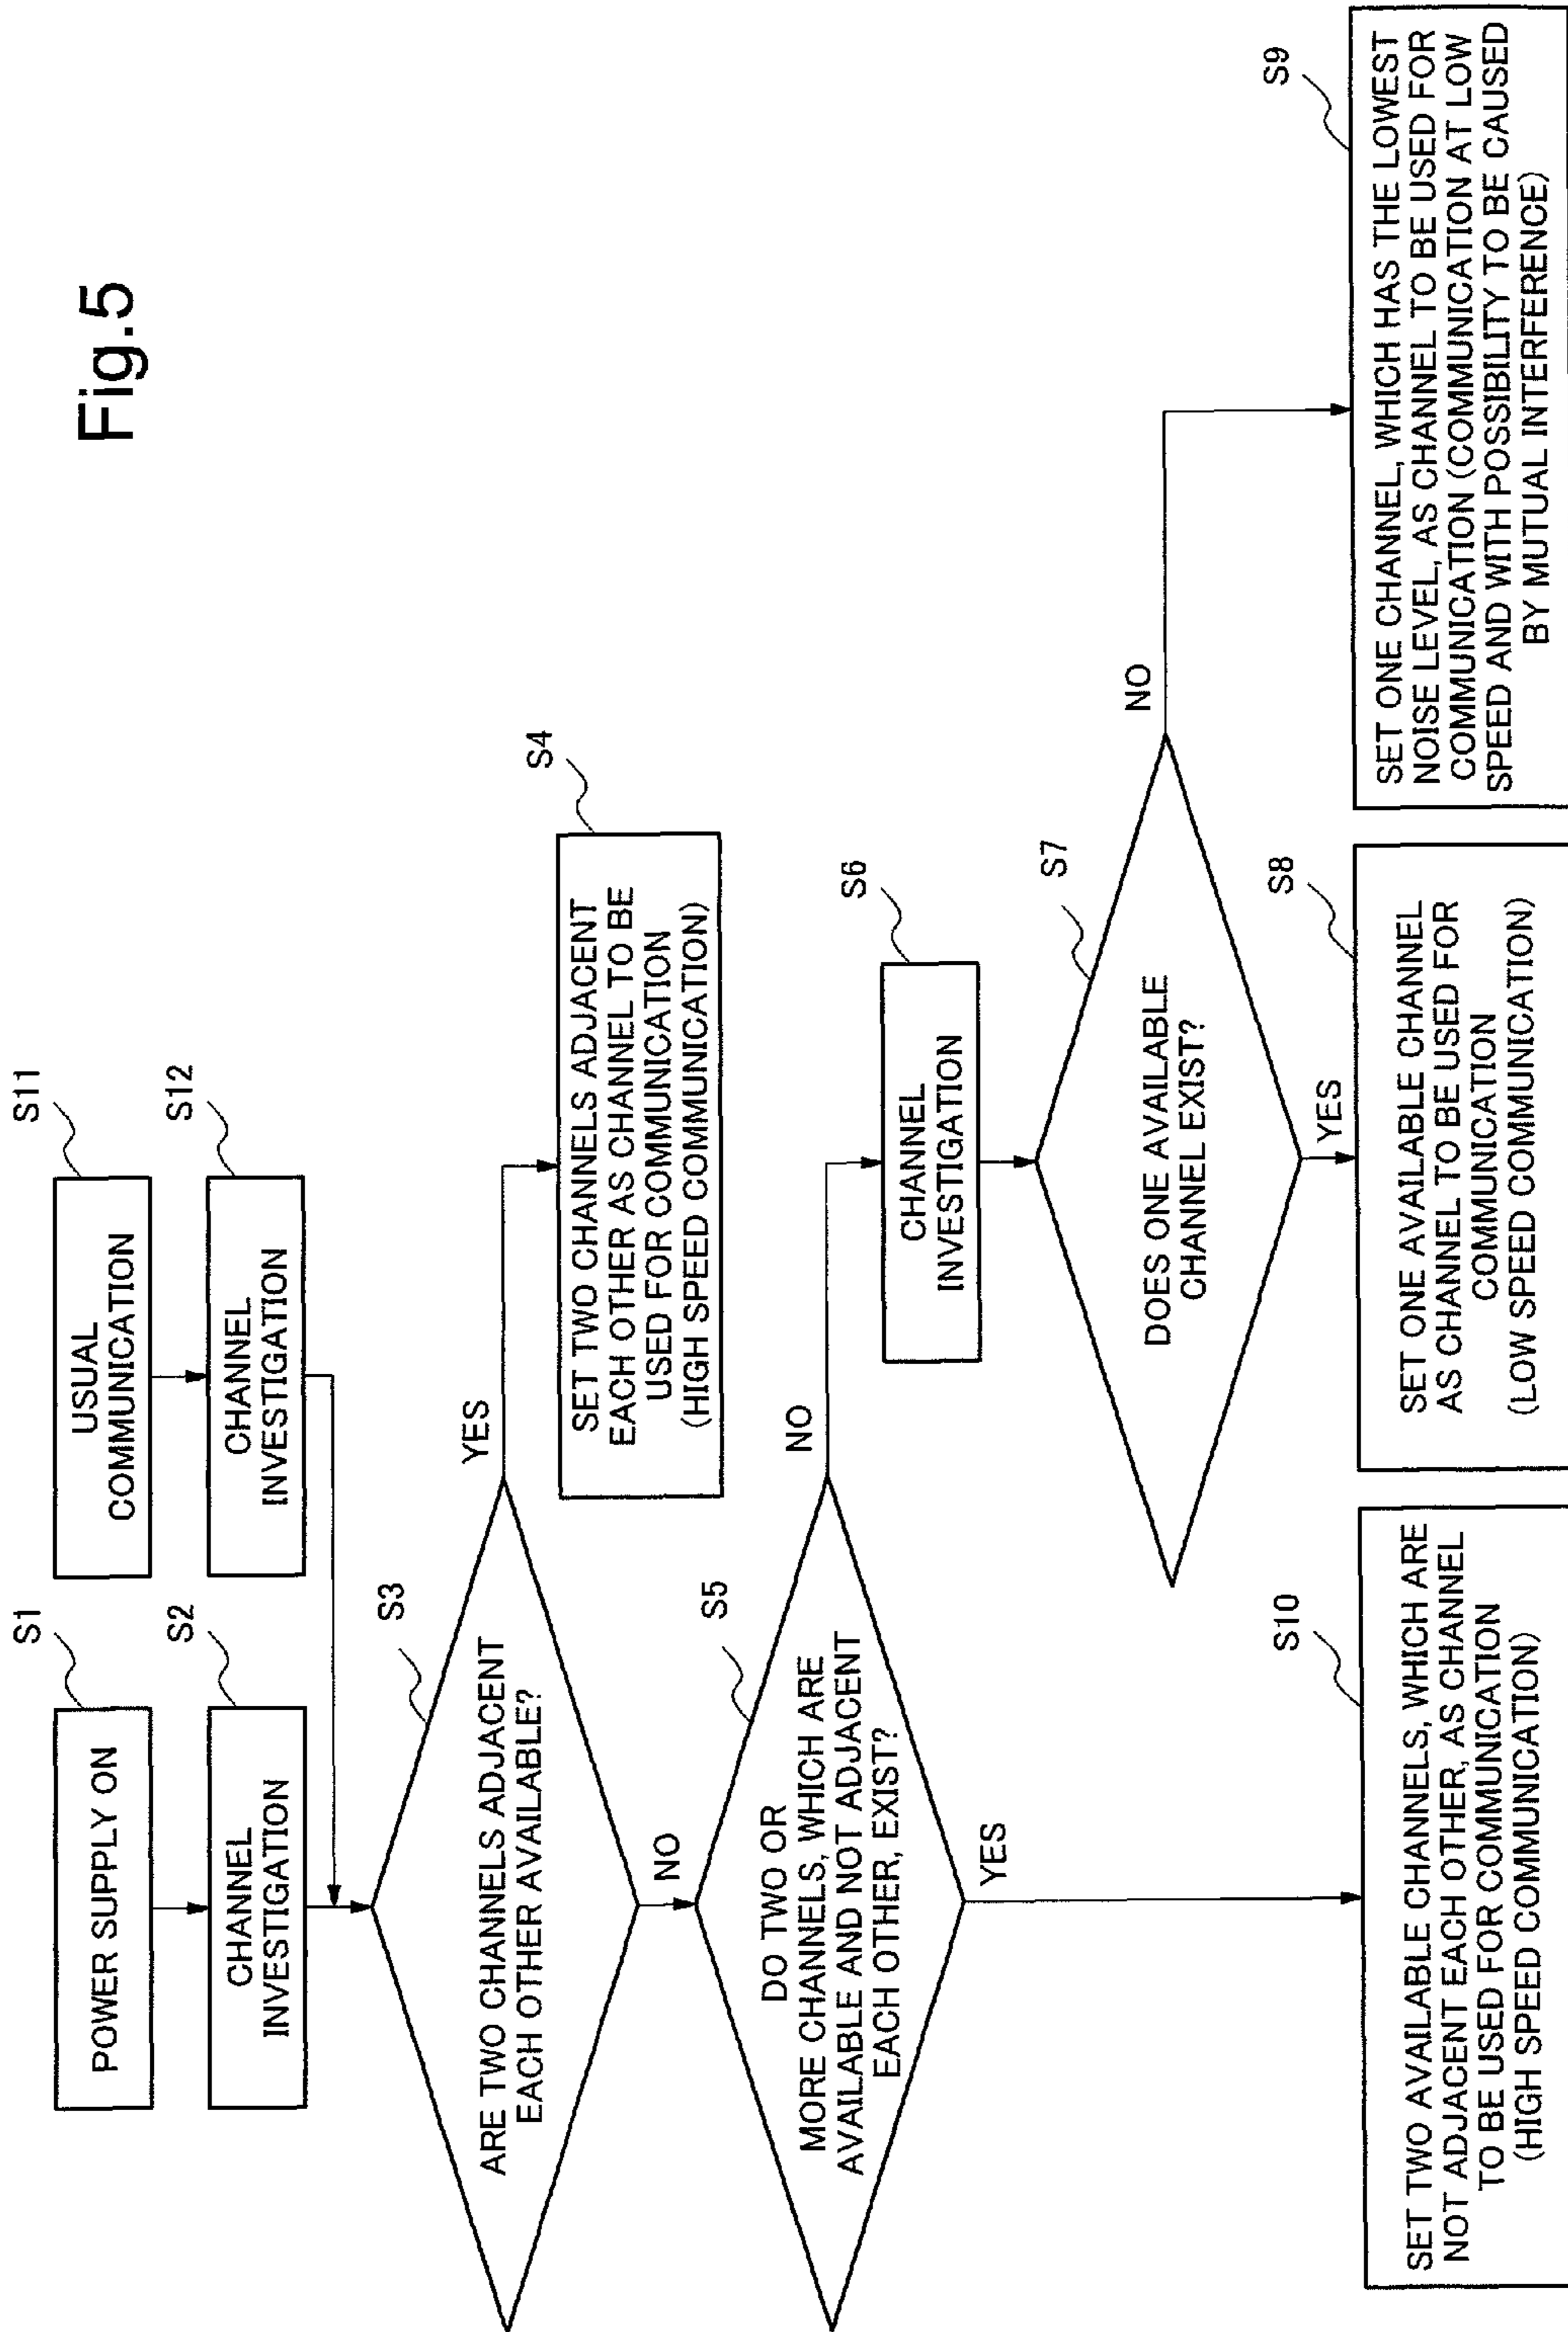 Fig.5
S1
POWER SUPPLY ON
S2
CHANNEL
INVESTIGATION
S11
USUAL
COMMUNICATION
S12
CHANNEL
INVESTIGATION
S3
ARE TWO CHANNELS ADJACENT
EACH OTHER AVAILABLE?
YES
NO
S4
SET TWO CHANNELS ADJACENT
EACH OTHER AS CHANNEL TO BE
USED FOR COMMUNICATION
(HIGH SPEED COMMUNICATION)
S5
DO TWO OR
MORE CHANNELS, WHICH ARE
AVAILABLE AND NOT ADJACENT
EACH OTHER, EXIST?
NO
YES
S6
CHANNEL
INVESTIGATION
S7
DOES ONE AVAILABLE
CHANNEL EXIST?
NO
YES
S10
SET TWO AVAILABLE CHANNELS, WHICH ARE
NOT ADJACENT EACH OTHER, AS CHANNEL
TO BE USED FOR COMMUNICATION
(HIGH SPEED COMMUNICATION)
S8
SET ONE AVAILABLE CHANNEL
AS CHANNEL TO BE USED FOR
COMMUNICATION
(LOW SPEED COMMUNICATION)
S9
SET ONE CHANNEL, WHICH HAS THE LOWEST
NOISE LEVEL, AS CHANNEL TO BE USED FOR
COMMUNICATION (COMMUNICATION AT LOW
SPEED AND WITH POSSIBILITY TO BE CAUSED
BY MUTUAL INTERFERENCE)